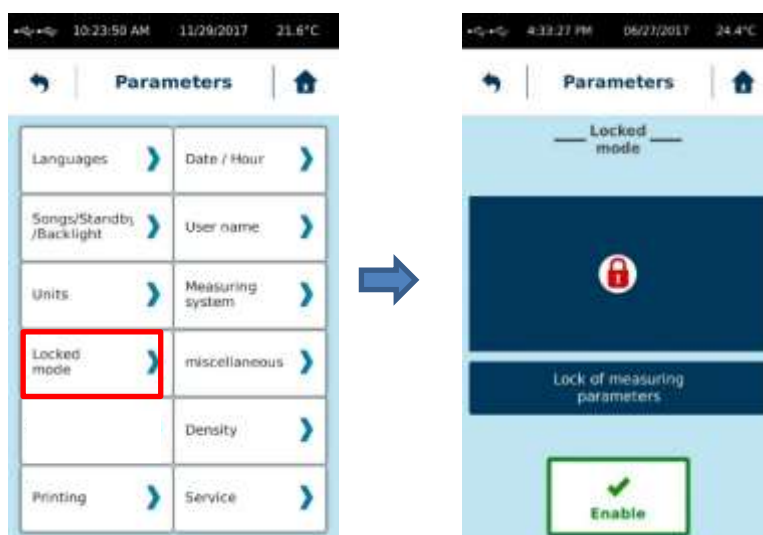 10:23:50 AM 11/29/2017 21.6°C
Parameters
Languages
Date / Hour
Songs/Standby
/Backlight
User name
Units
Measuring
system
Locked
mode
miscellaneous
Density
Printing
Service
4:33:27 PM 06/27/2017 24.4°C
Parameters
Locked
mode
Lock of measuring
parameters
Enable